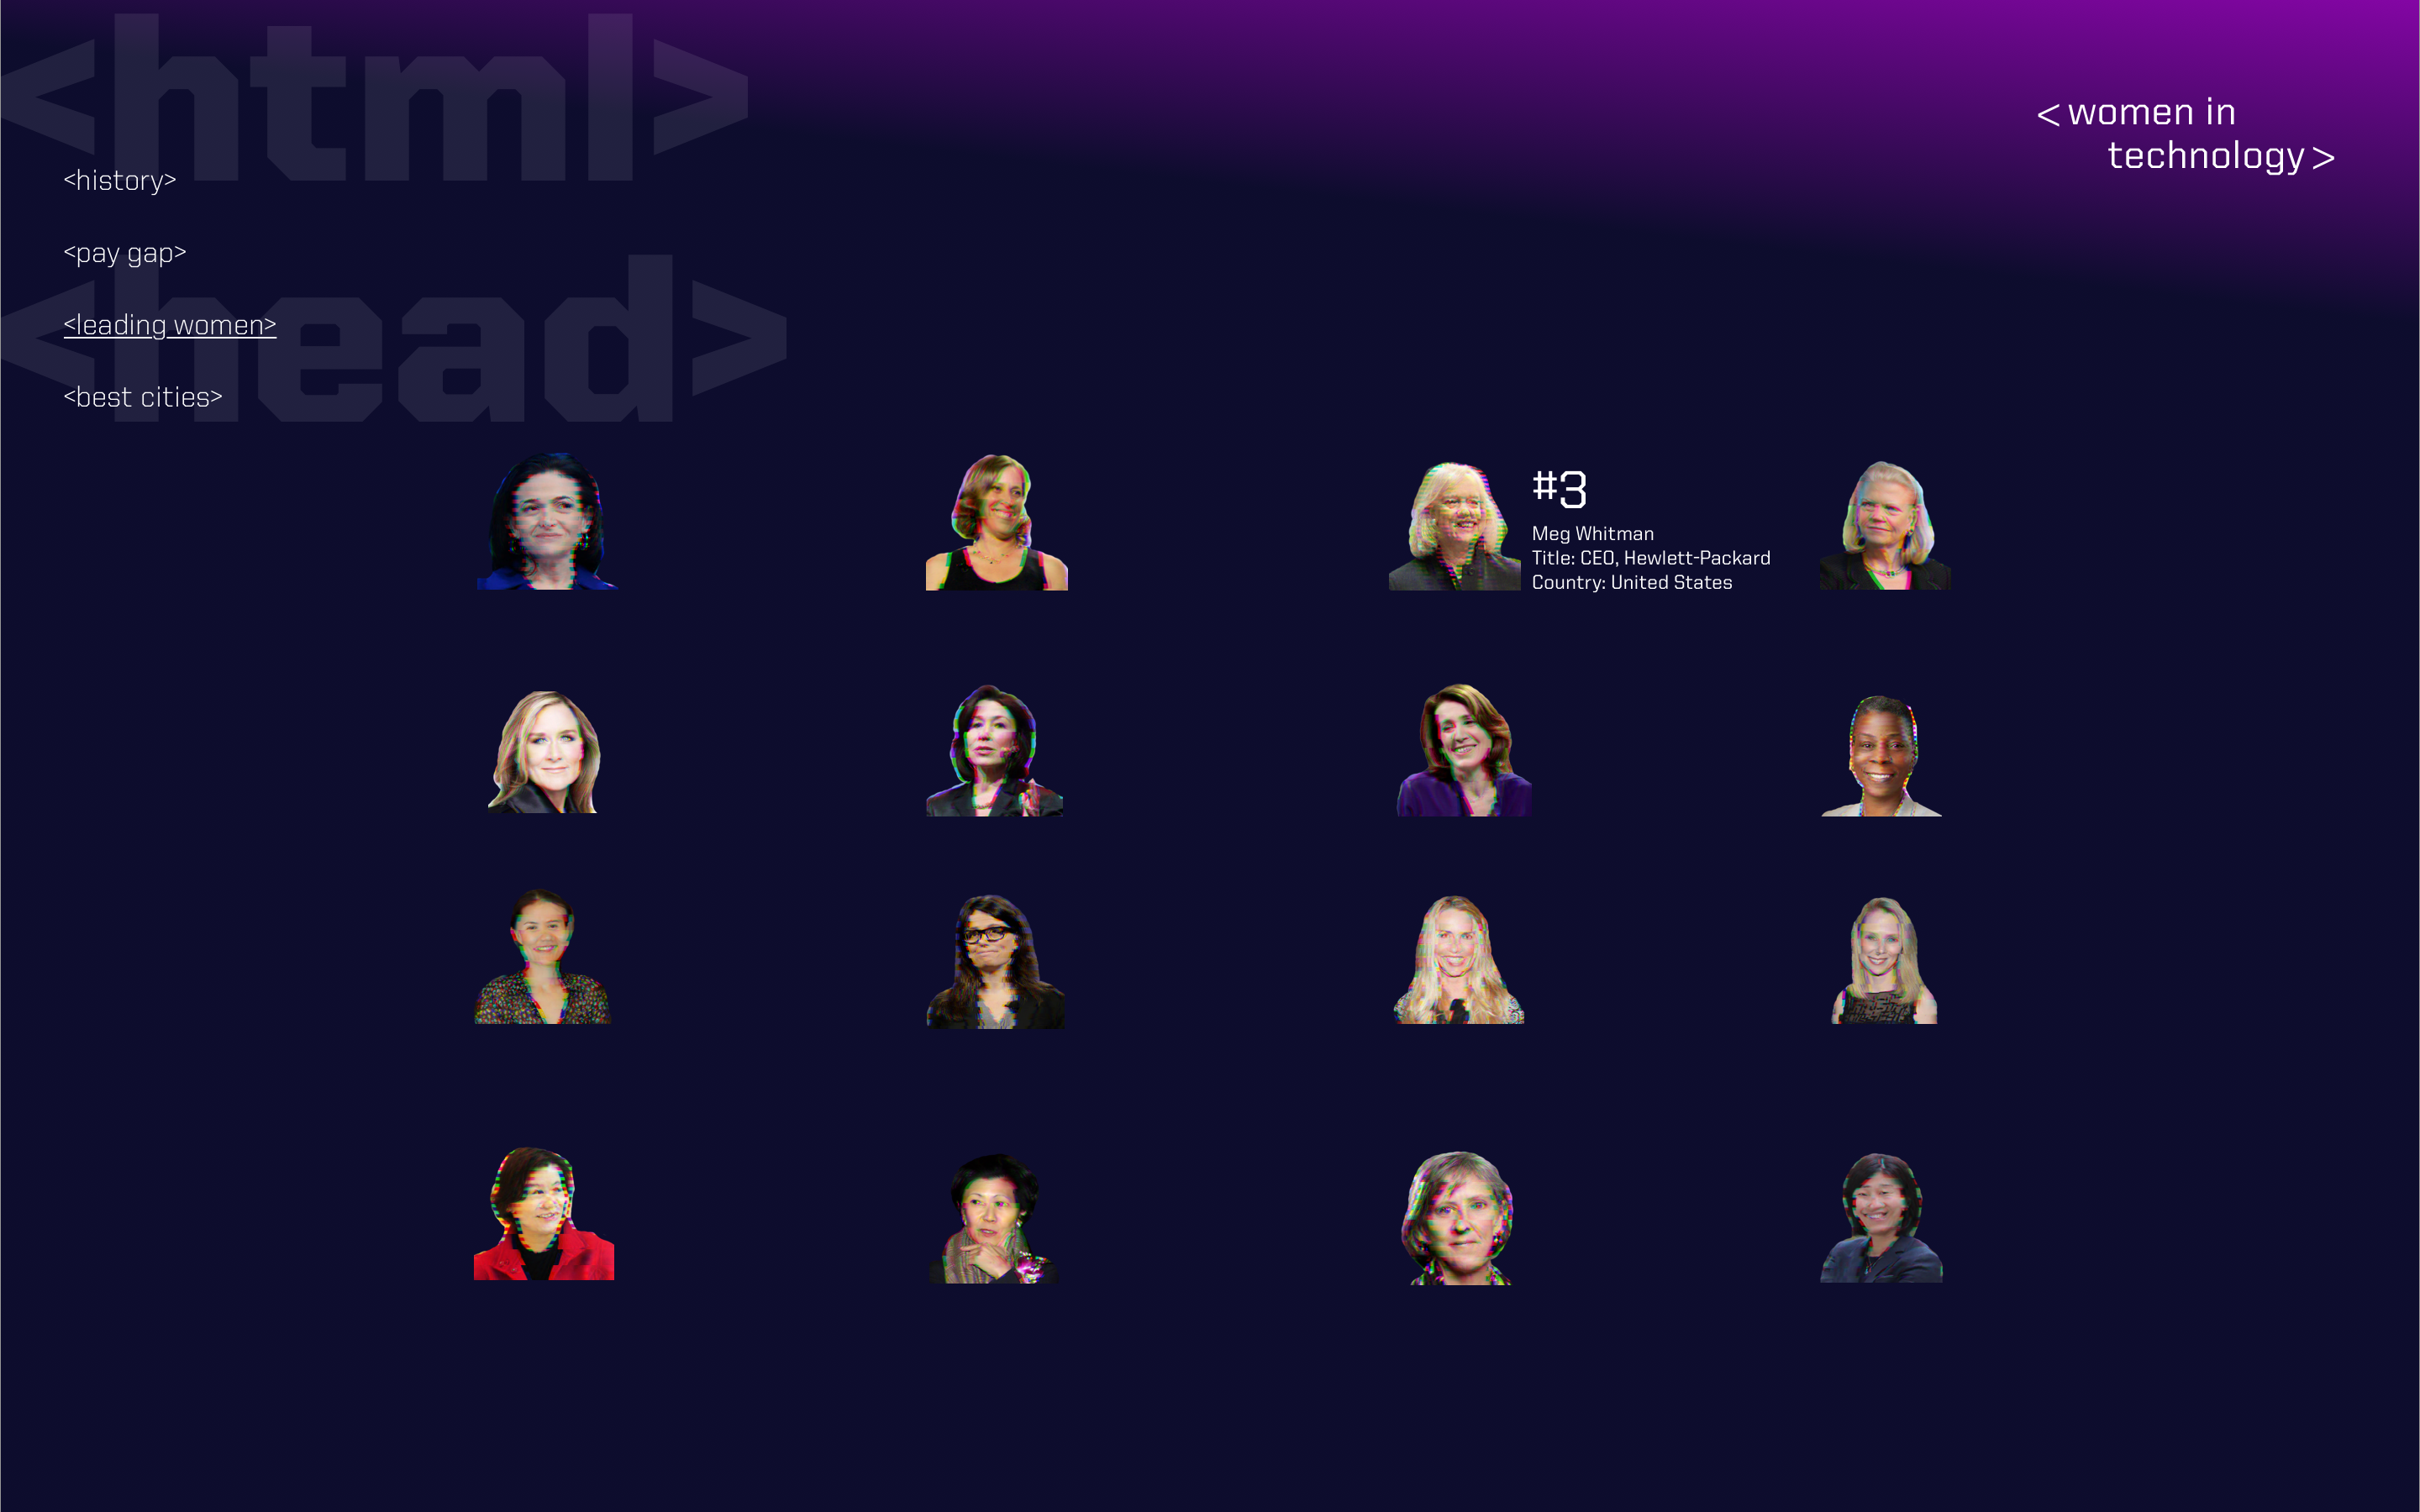 <html>
<women in
technology>
<history>
<pay gap>
<head>
<leading women>
<best cities>
#3
Meg Whitman
Title: CEO, Hewlett-Packard
Country: United States